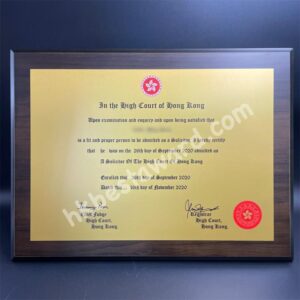 In the High Court of Hong Kong
Upon examination and enquiry and upon being satisfied that
is a fit and proper person to be admitted as a Solicitor I hereby certify
that he was on the 26th day of September 2020 admitted as
A Solicitor Of The High Court Of Hong Kong.
Enrolled this 26th day of September 2020
Dated this 20th day of November 2020
Chief Judge
High Court,
Hong Kong.
Registrar
High Court,
Hong Kong.